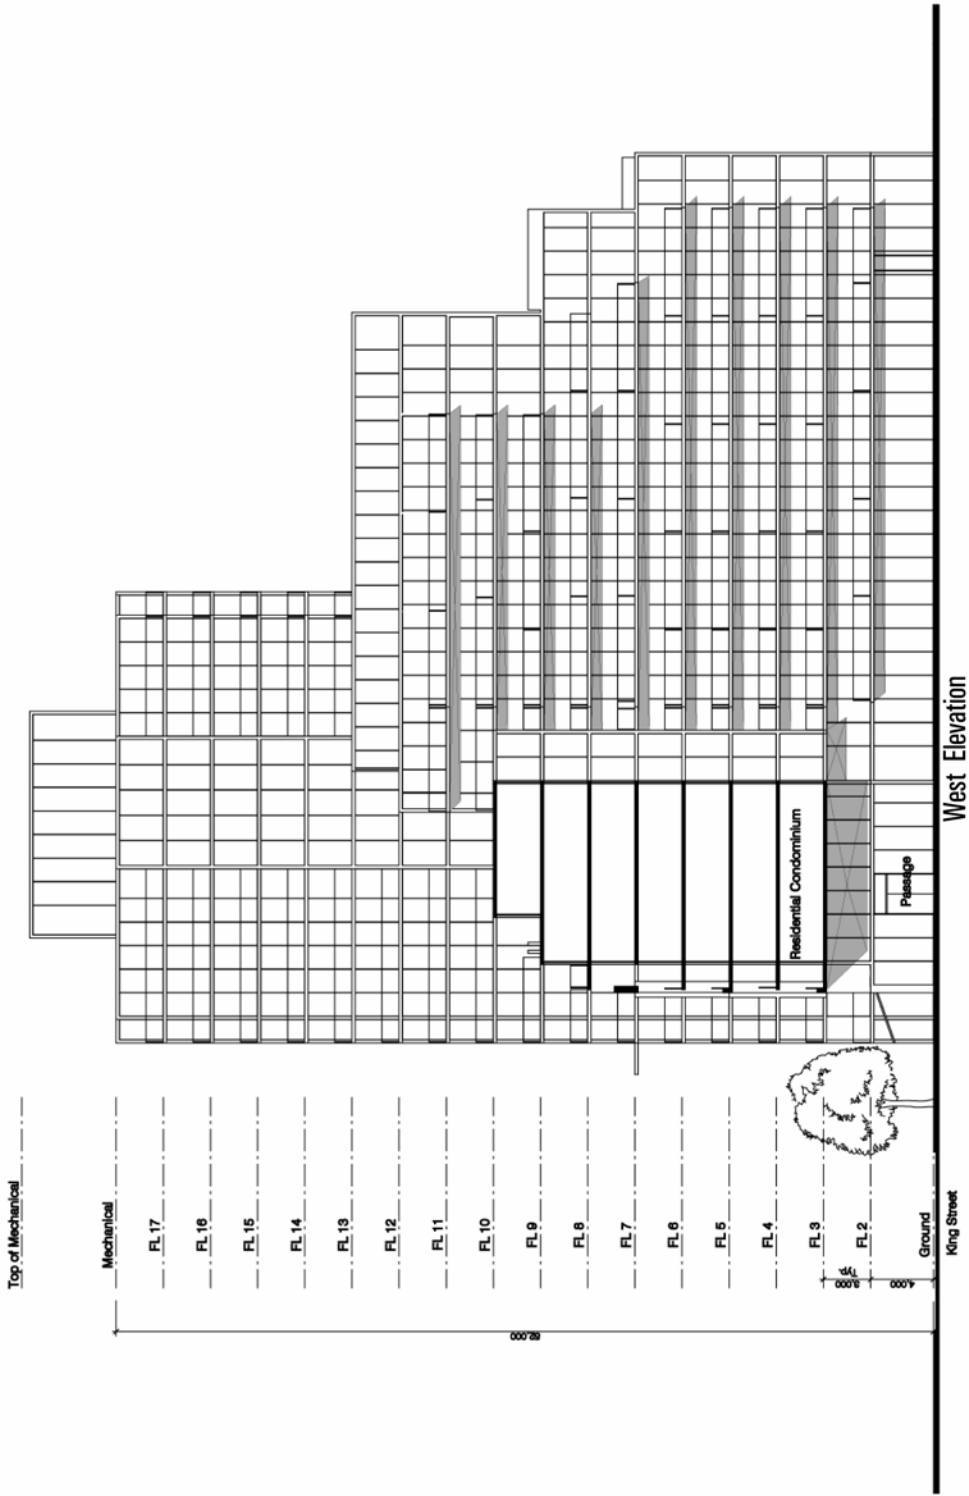 Top of Mechanical
Mechanical
FL 17
FL 16
FL 15
FL 14
FL 13
FL 12
FL 11
FL 10
FL 9
FL 8
FL 7
FL 6
FL 5
FL 4
FL 3
FL 2
Ground
King Street
52.000
3.000
Typ.
4.000
Residential Condominium
Passage
West Elevation